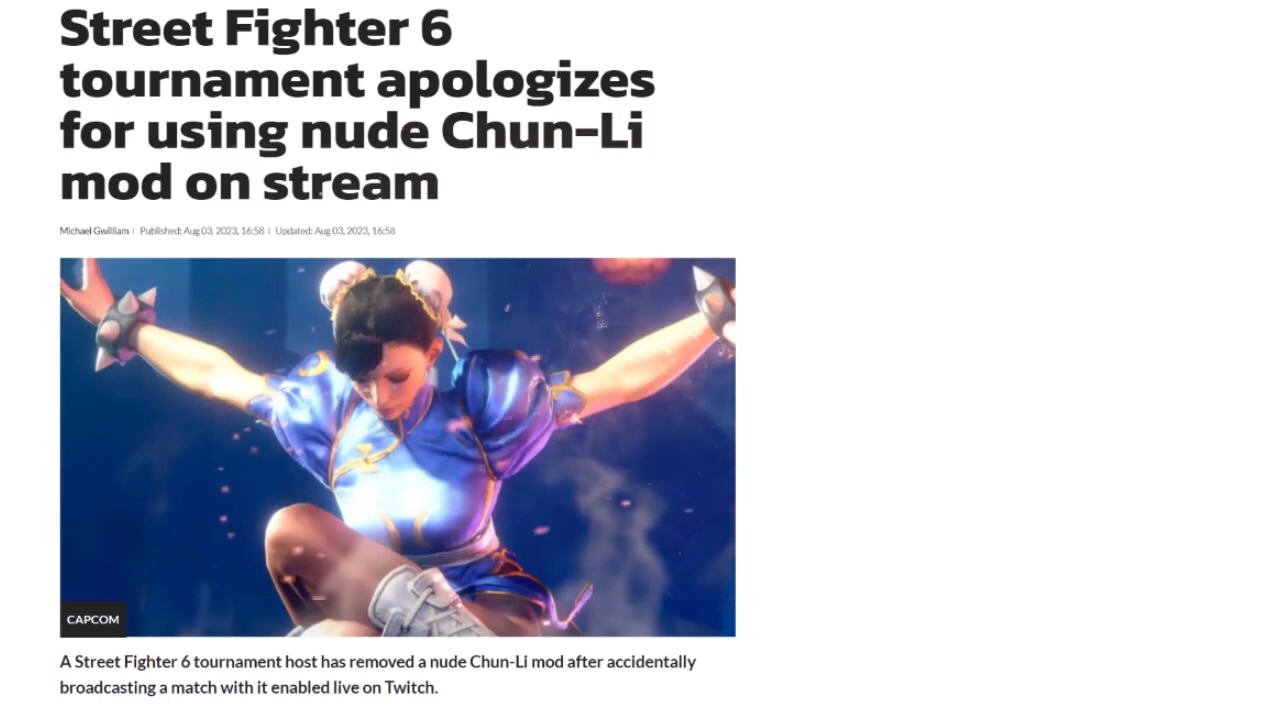 Street Fighter 6
tournament apologizes
for using nude Chun-Li
mod on stream
Michael Gwilliam | Published: Aug 03, 2023, 16:58 | Updated: Aug 03, 2023, 16:58
CAPCOM
A Street Fighter 6 tournament host has removed a nude Chun-Li mod after accidentally
broadcasting a match with it enabled live on Twitch.